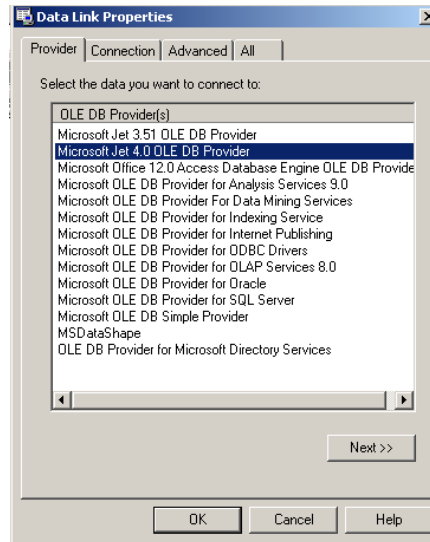 Data Link Properties
Provider Connection Advanced All
Select the data you want to connect to:
OLE DB Provider(s)
Microsoft Jet 3.51 OLE DB Provider
Microsoft Jet 4.0 OLE DB Provider
Microsoft Office 12.0 Access Database Engine OLE DB Provide
Microsoft OLE DB Provider for Analysis Services 9.0
Microsoft OLE DB Provider For Data Mining Services
Microsoft OLE DB Provider for Indexing Service
Microsoft OLE DB Provider for Internet Publishing
Microsoft OLE DB Provider for ODBC Drivers
Microsoft OLE DB Provider for OLAP Services 8.0
Microsoft OLE DB Provider for Oracle
Microsoft OLE DB Provider for SQL Server
Microsoft OLE DB Simple Provider
MSDataShape
OLE DB Provider for Microsoft Directory Services
Next >>
OK Cancel Help